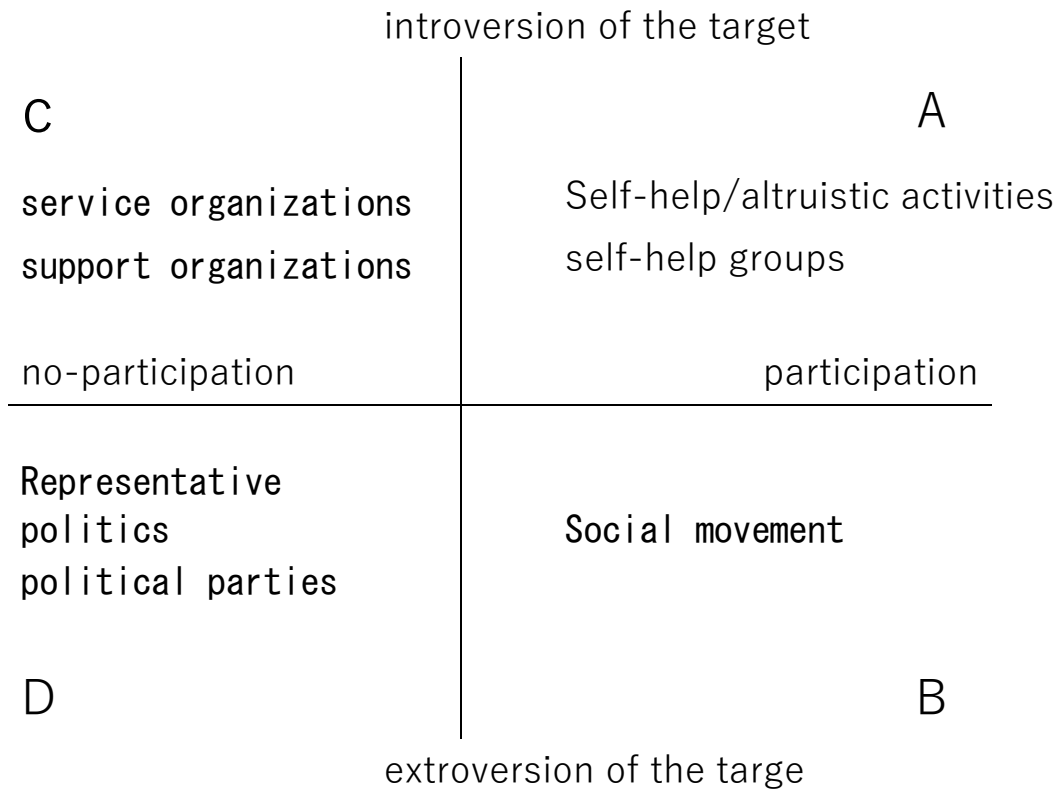 introversion of the target
C
A
service organizations
Self-help/altruistic activities
support organizations
self-help groups
no-participation
participation
Representative
politics
Social movement
political parties
D
B
extroversion of the targe